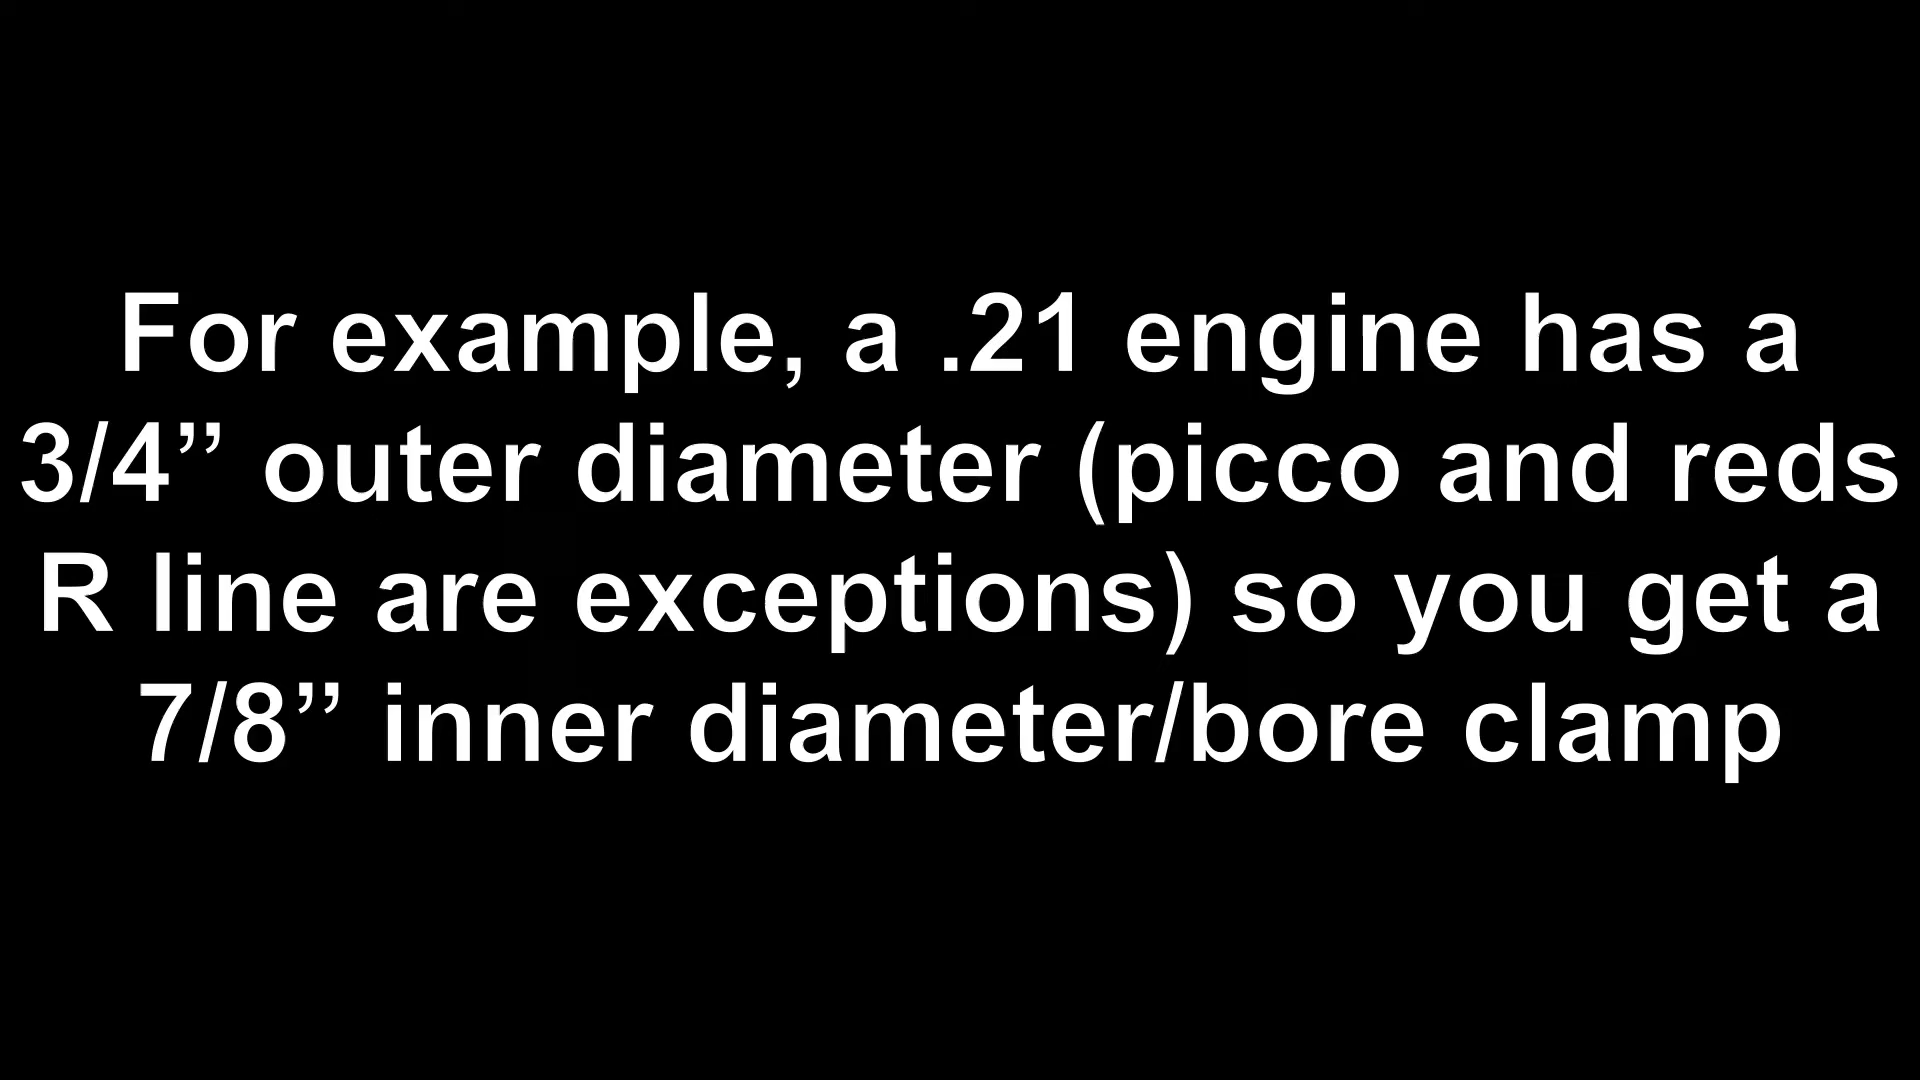 For example, a .21 engine has a
3/4” outer diameter (picco and reds
R line are exceptions) so you get a
7/8” inner diameter/bore clamp